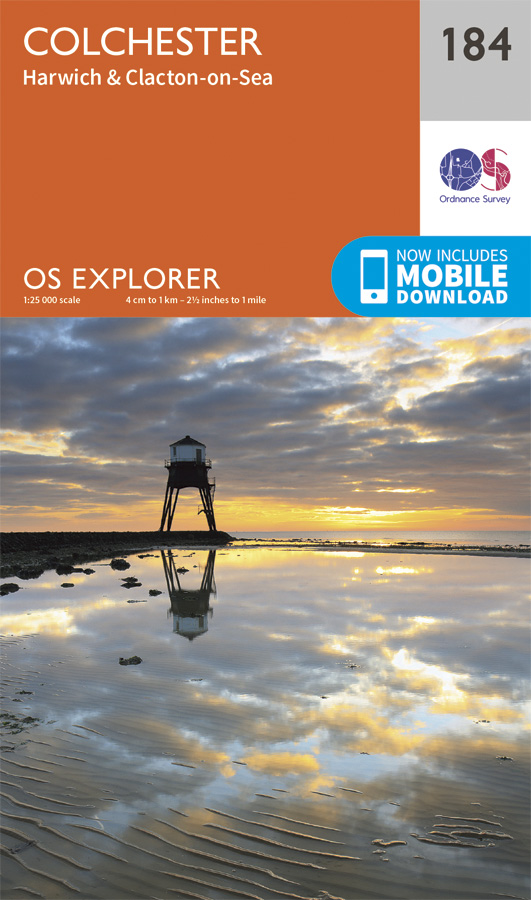 COLCHESTER
Harwich & Clacton-on-Sea
184
Ordnance Survey
OS EXPLORER
1:25 000 scale 4 cm to 1 km – 2½ inches to 1 mile
NOW INCLUDES
MOBILE
DOWNLOAD